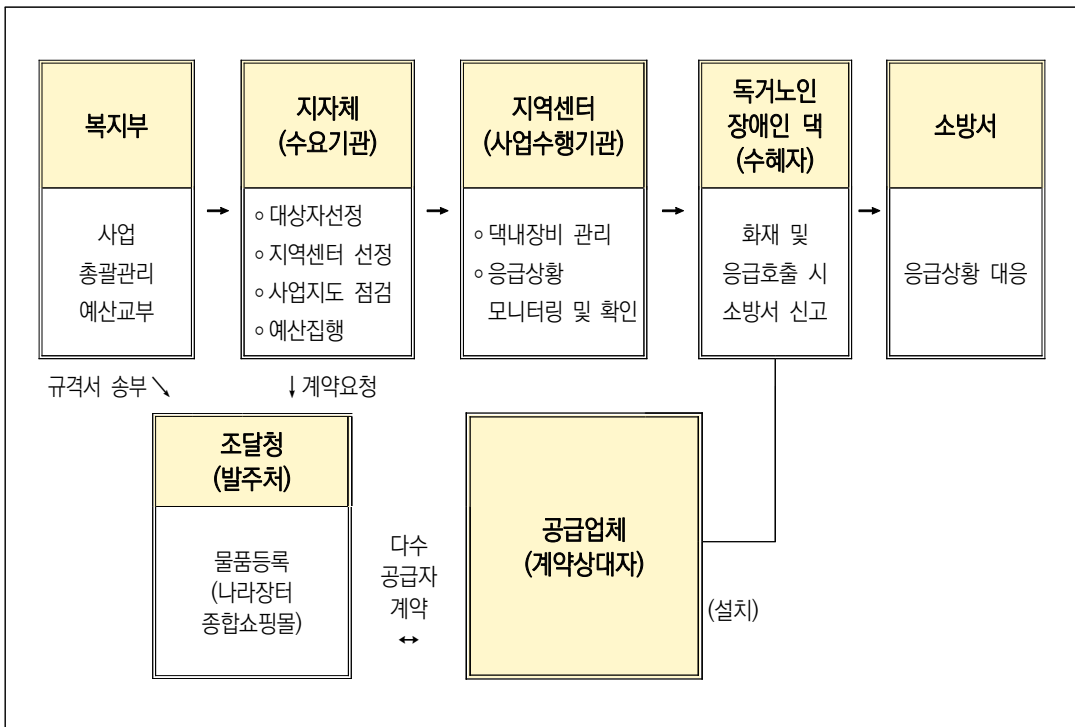 복지부
사업
총괄관리
예산교부
지자체
(수요기관)
○ 대상자선정
○ 지역센터 선정
○ 사업지도 점검
○ 예산집행
지역센터
(사업수행기관)
○ 댁내장비 관리
○ 응급상황
모니터링 및 확인
독거노인
장애인 댁
(수혜자)
화재 및
응급호출 시
소방서 신고
소방서
응급상황 대응
→
→
→
→
규격서 송부 ↘
↓ 계약요청
조달청
(발주처)
물품등록
(나라장터
종합쇼핑몰)
다수
공급자
계약
↔
공급업체
(계약상대자)
(설치)